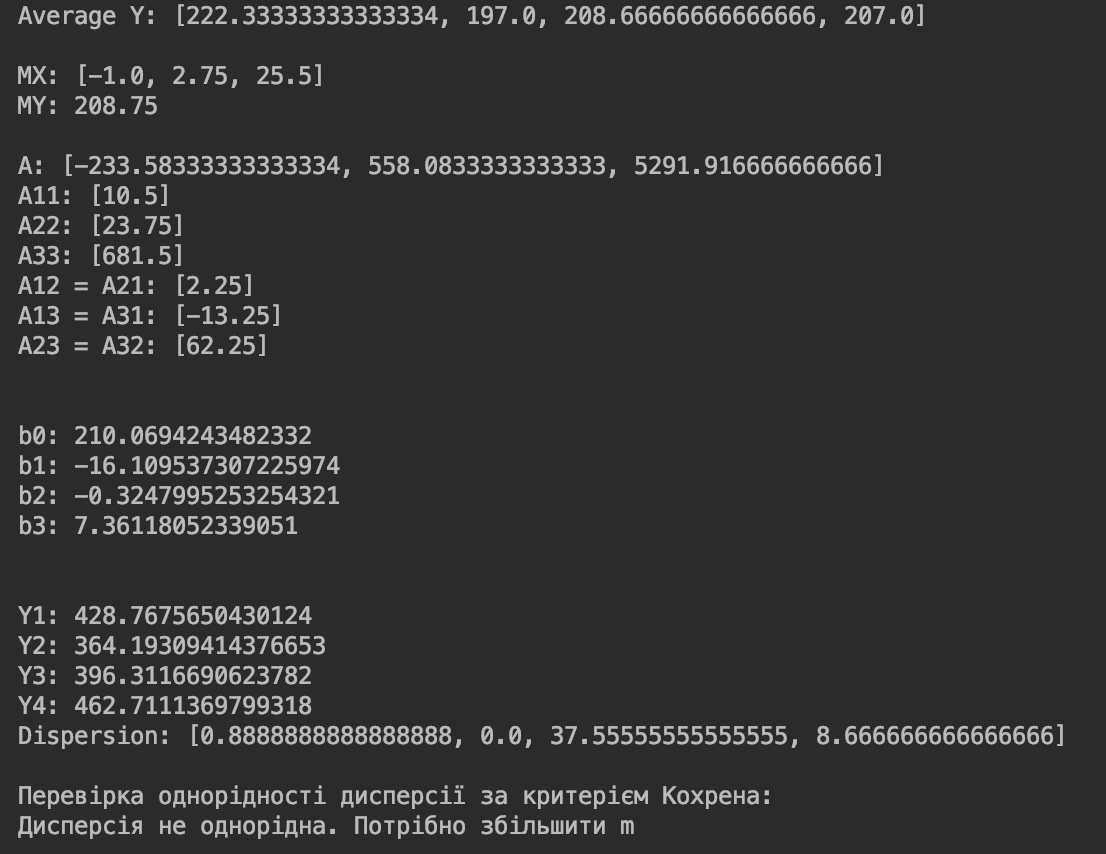 Average Y: [222.33333333333334, 197.0, 208.66666666666666, 207.0]
MX: [-1.0, 2.75, 25.5]
MY: 208.75
A: [-233.58333333333334, 558.0833333333333, 5291.916666666666]
A11: [10.5]
A22: [23.75]
A33: [681.5]
A12 = A21: [2.25]
A13 = A31: [-13.25]
A23 = A32: [62.25]
b0: 210.0694243482332
b1: -16.109537307225974
b2: -0.3247995253254321
b3: 7.36118052339051
Y1: 428.7675650430124
Y2: 364.19309414376653
Y3: 396.3116690623782
Y4: 462.7111369799318
Dispersion: [0.8888888888888888, 0.0, 37.55555555555555, 8.666666666666666]
Перевірка однорідності дисперсії за критерієм Кохрена:
Дисперсія не однорідна. Потрібно збільшити m